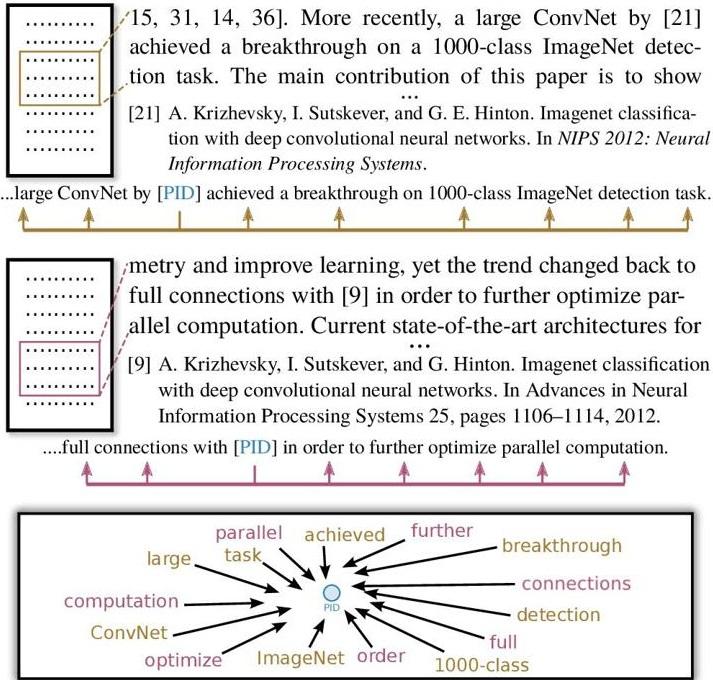 15, 31, 14, 36]. More recently, a large ConvNet by [21]
achieved a breakthrough on a 1000-class ImageNet detec-
tion task. The main contribution of this paper is to show
...
[21] A. Krizhevsky, I. Sutskever, and G. E. Hinton. Imagenet classifica-
tion with deep convolutional neural networks. In NIPS 2012: Neural
Information Processing Systems.
...large ConvNet by [PID] achieved a breakthrough on 1000-class ImageNet detection task.
metry and improve learning, yet the trend changed back to
full connections with [9] in order to further optimize par-
allel computation. Current state-of-the-art architectures for
...
[9] A. Krizhevsky, I. Sutskever, and G. Hinton. Imagenet classification
with deep convolutional neural networks. In Advances in Neural
Information Processing Systems 25, pages 1106–1114, 2012.
....full connections with [PID] in order to further optimize parallel computation.
parallel achieved further
large task breakthrough
connections
computation PID
detection
ConvNet
full
optimize ImageNet order 1000-class